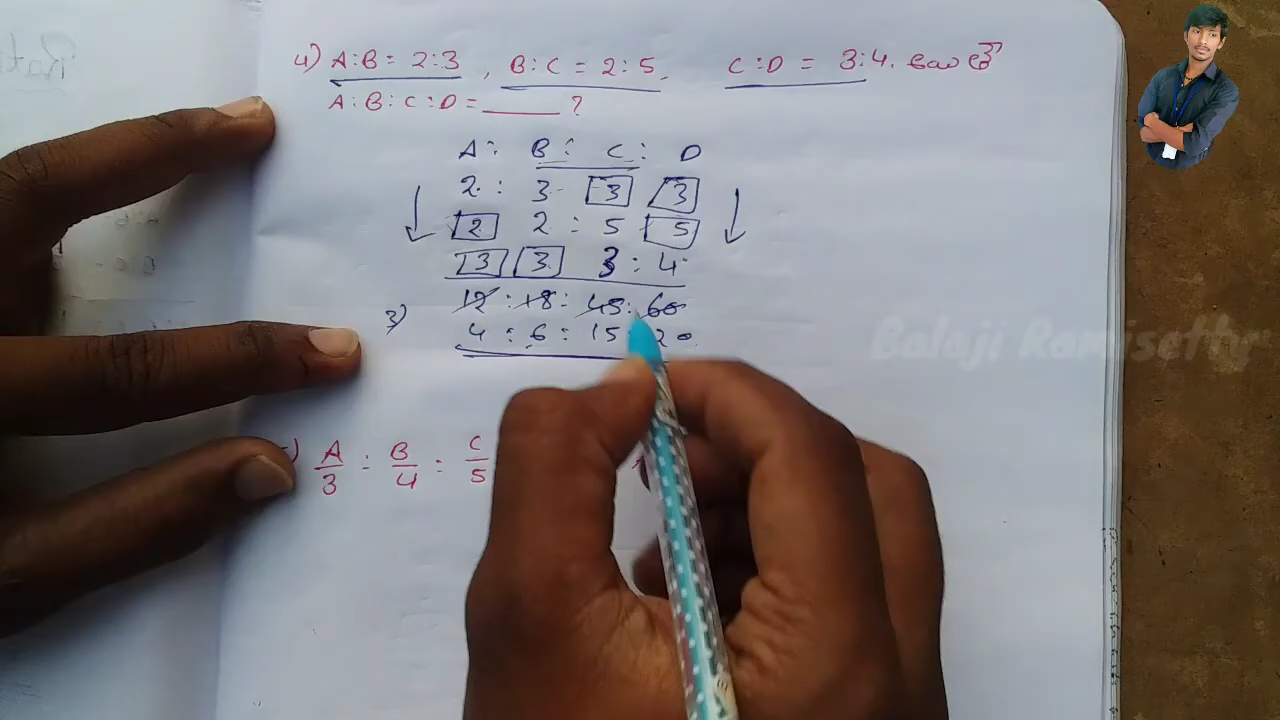 4) A:B = 2:3 , B:C = 2:5, C:D = 3:4.
A:B:C:D = ______ ?
A: B: C: D
2 : 3 3 3
2 2 : 5 5
3 3 3 : 4
3) 12 : 18 : 45 : 60
4 : 6 : 15 20
A/3 : B/4 : C/5
Balaji Ramisetty